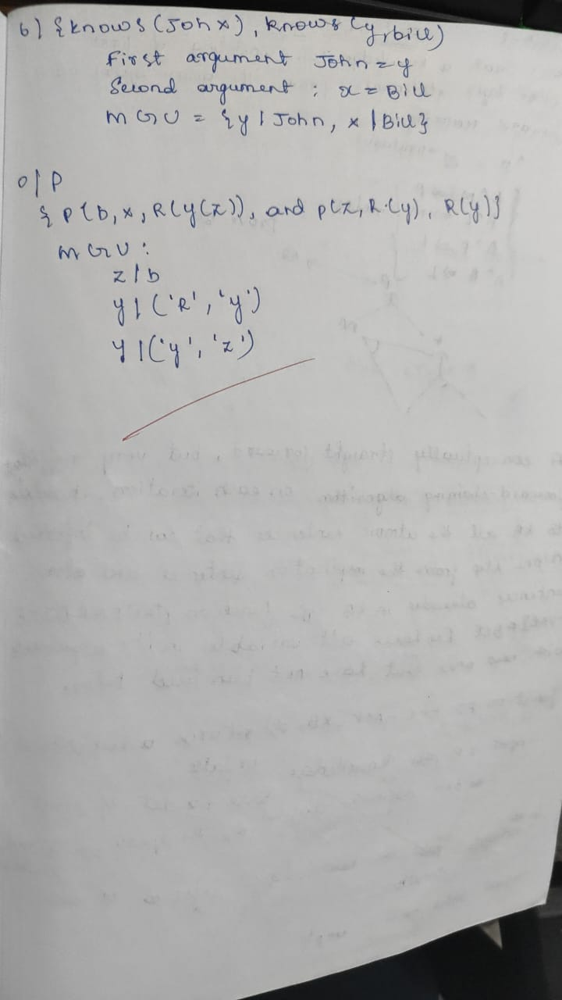 6) {knows (John x), knows (y, bill)
First argument John = y
Second argument : x = Bill
MGU = {y | John, x | Bill}
o/p
{ p(b, x, R(y(z)), and p(z, R(y), R(y)}
MGU :
z | b
y | ('R', 'y')
y | ('y', 'z')